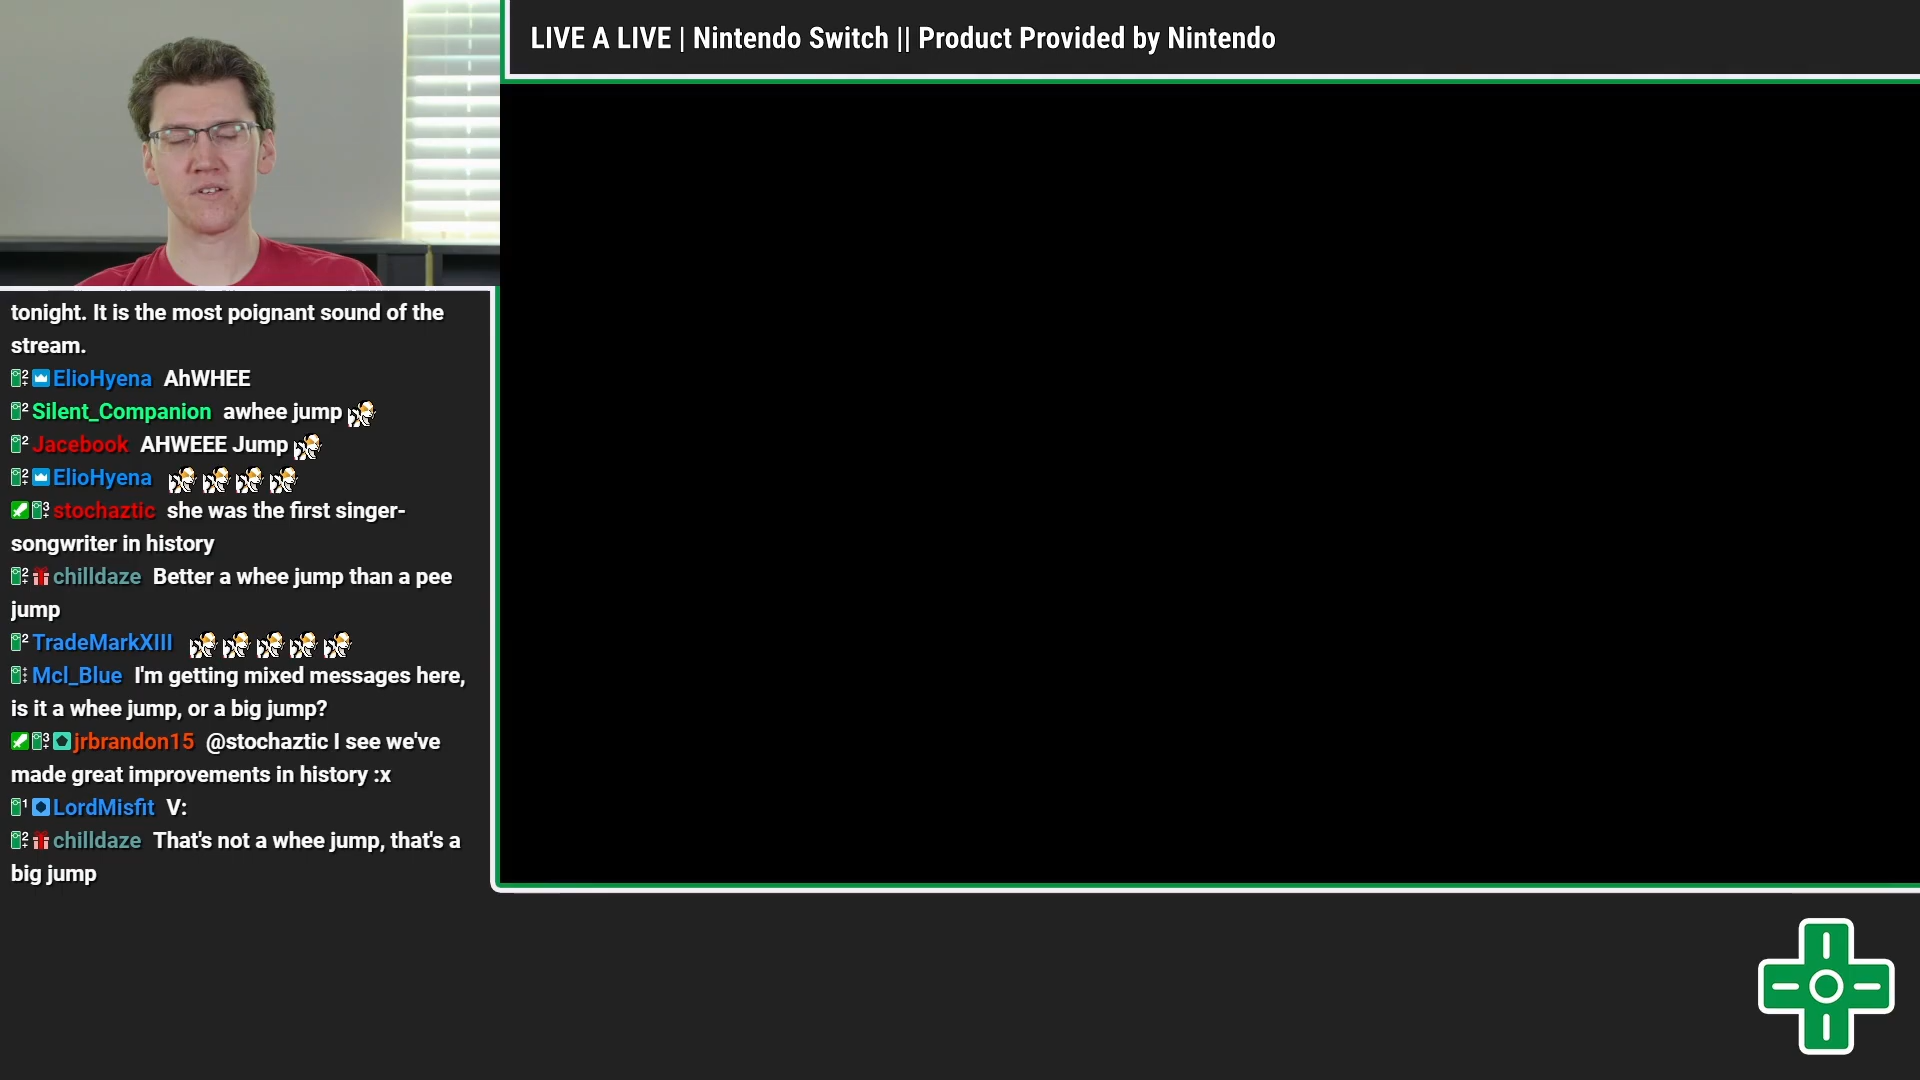 LIVE A LIVE | Nintendo Switch || Product Provided by Nintendo
tonight. It is the most poignant sound of the
stream.
ElioHyena AhWHEE
Silent_Companion awhee jump
Jacebook AHWEEE Jump
ElioHyena
stochaztic she was the first singer-
songwriter in history
chilldaze Better a whee jump than a pee
jump
TradeMarkXIII
Mcl_Blue I'm getting mixed messages here,
is it a whee jump, or a big jump?
jrbrandon15 @stochaztic I see we've
made great improvements in history :x
LordMisfit V:
chilldaze That's not a whee jump, that's a
big jump